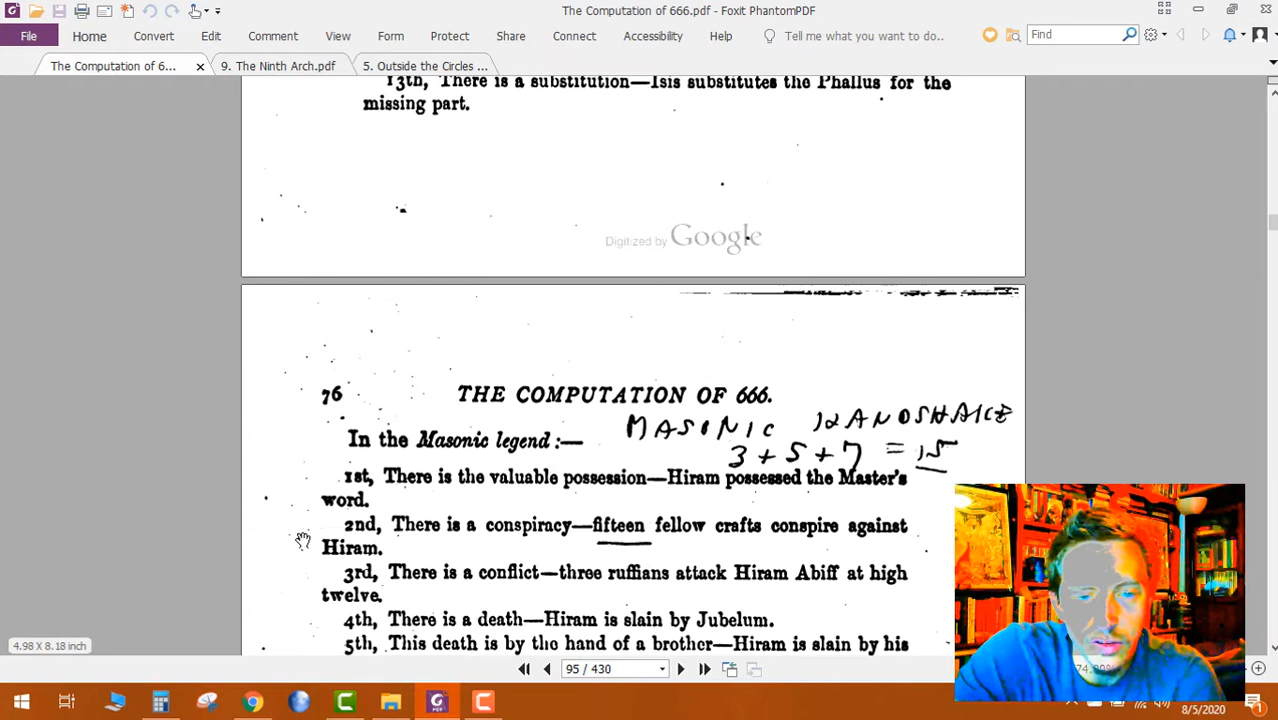 The Computation of 666.pdf - Foxit PhantomPDF
File Home Convert Edit Comment View Form Protect Share Connect Accessibility Help Tell me what you want to do... Find
The Computation of 6... 9. The Ninth Arch.pdf 5. Outside the Circles ...
13th, There is a substitution—Isis substitutes the Phallus for the
missing part.
Digitized by Google
76 THE COMPUTATION OF 666.
MASONIC HANDSHAKE
In the Masonic legend :—
3 + 5 + 7 = 15
1st, There is the valuable possession—Hiram possessed the Master's
word.
2nd, There is a conspiracy—fifteen fellow crafts conspire against
Hiram.
3rd, There is a conflict—three ruffians attack Hiram Abiff at high
twelve.
4th, There is a death—Hiram is slain by Jubelum.
5th, This death is by the hand of a brother—Hiram is slain by his
4.98 X 8.18 inch
95 / 430
8/5/2020